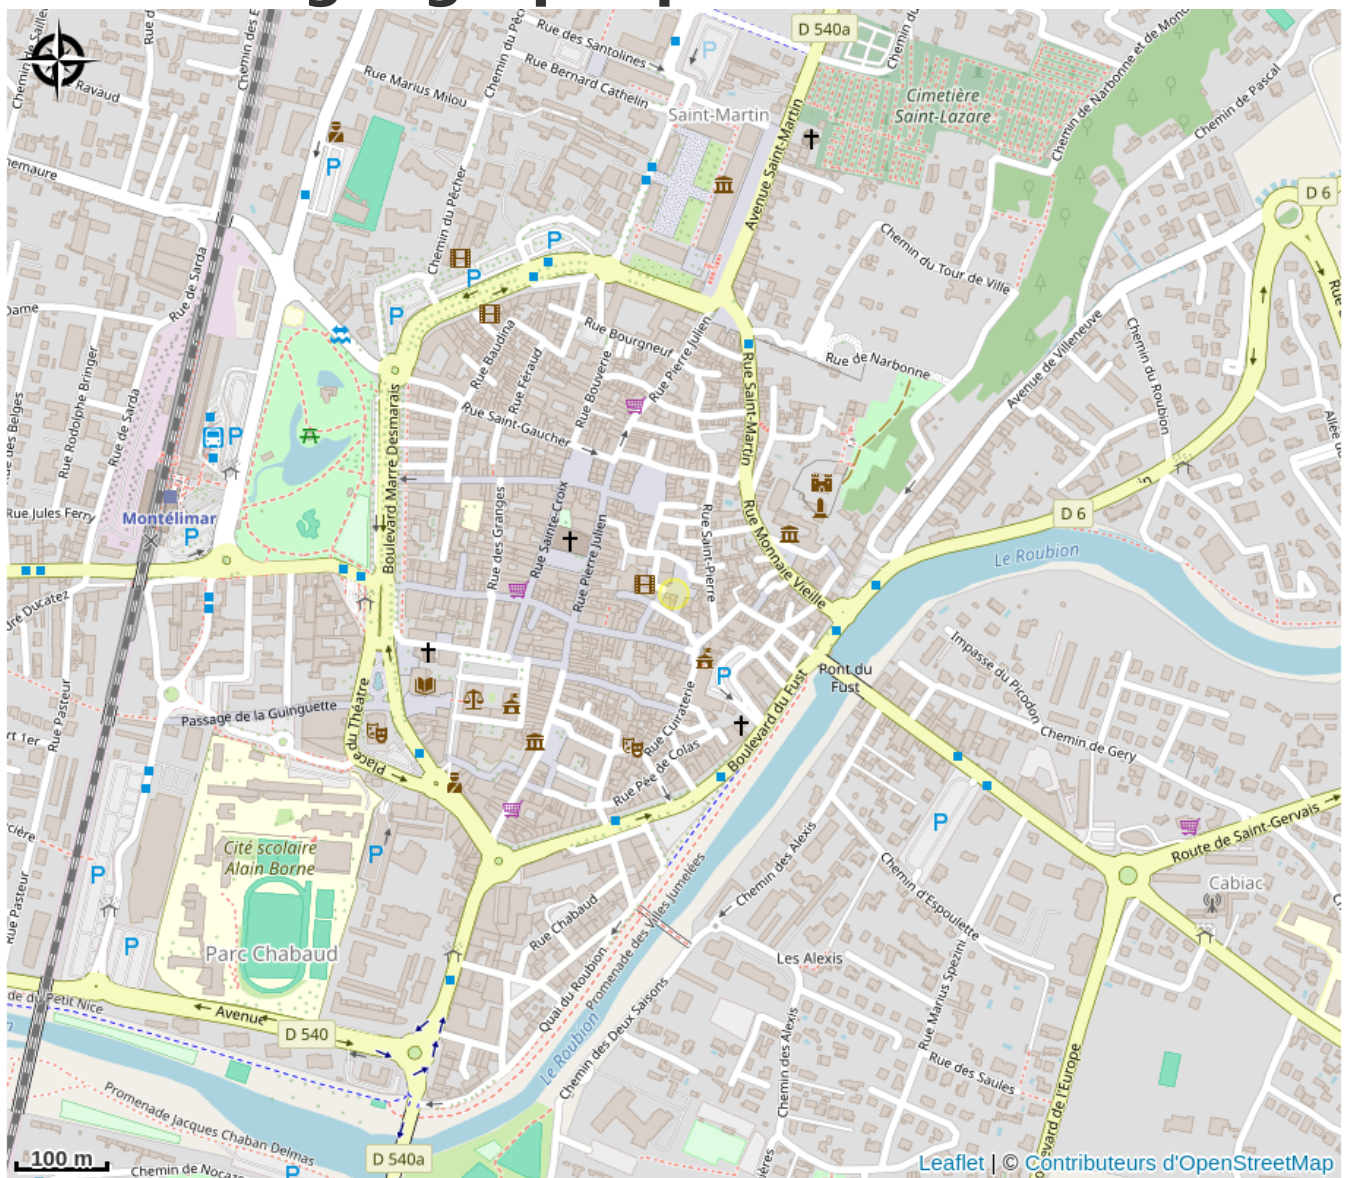 D 540a
Rue des Santolines
Rue Bernard Cathelin
Rue Marius Milou
Ravaud
Saint-Martin
Cimetière
Saint-Lazare
Chemin de Narbonne et de Mont
Chemin de Pascal
Avenue Saint-Martin
Chemin du Pêcher
D 6
Chemin du Tour de Ville
Rue de Sarda
Dame
Rue Bourgneuf
Rue Pierre Julien
Rue de Narbonne
Avenue de Villeneuve
Chemin du Roubion
Rue Baudina
Rue Féraud
Rue Bouverie
Rue Rodolphe Bringer
Rue de Sarda
Boulevard Marre Desmarais
Rue Saint-Gaucher
Rue Saint-Martin
Rue Jules Ferry
Montélimar
Rue des Granges
Rue Sainte-Croix
Rue Pierre Julien
Rue Saint-Pierre
Rue Monnaie Vieille
D 6
Le Roubion
Impasse du Picodon
Pont du
Fust
Rue Pasteur
Passage de la Guinguette
Place du Théâtre
Rue Cuiraterie
Boulevard du Fust
Rue Pée de Colas
Chemin de Gery
Route de Saint-Gervais
Cité scolaire
Alain Borne
Chemin des Alexis
Chemin d'Espoulette
Cabiac
Rue Pasteur
Rue Chabaud
Parc Chabaud
Les Alexis
Quai du Roubion
Promenade des Villes Jumelées
Rue Marius Spezini
de du Petit Nice
Avenue
D 540
Le Roubion
Chemin des Deux Saisons
Chemin des Alexis
Rue des Saules
Promenade Jacques Chaban Delmas
100 m
Chemin de Nocaze
D 540a
Leaflet | © Contributeurs d'OpenStreetMap